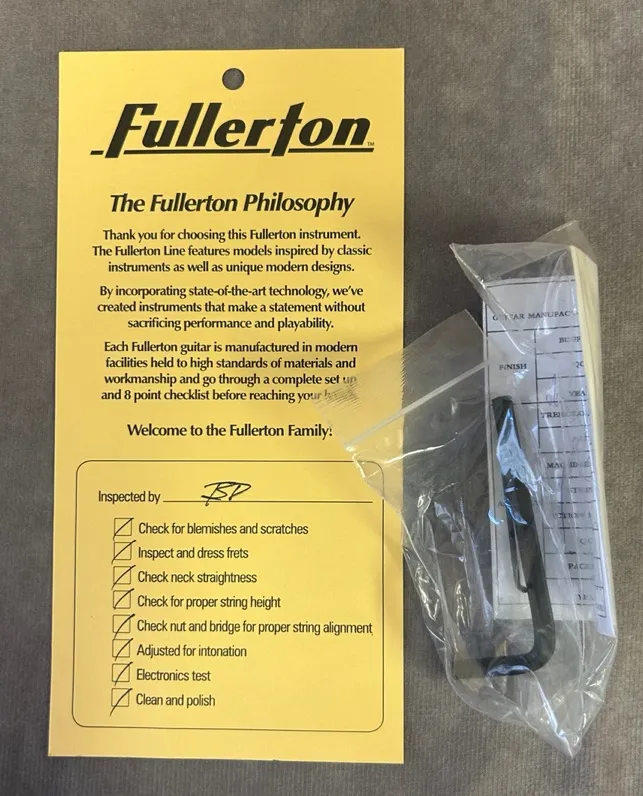 Fullerton™
The Fullerton Philosophy
Thank you for choosing this Fullerton instrument.
The Fullerton Line features models inspired by classic
instruments as well as unique modern designs.
By incorporating state-of-the-art technology, we've
created instruments that make a statement without
sacrificing performance and playability.
Each Fullerton guitar is manufactured in modern
facilities held to high standards of materials and
workmanship and go through a complete set up
and 8 point checklist before reaching your
Welcome to the Fullerton Family!
Inspected by BP
Check for blemishes and scratches
Inspect and dress frets
Check neck straightness
Check for proper string height
Check nut and bridge for proper string alignment
Adjusted for intonation
Electronics test
Clean and polish
GUITAR
FINISH